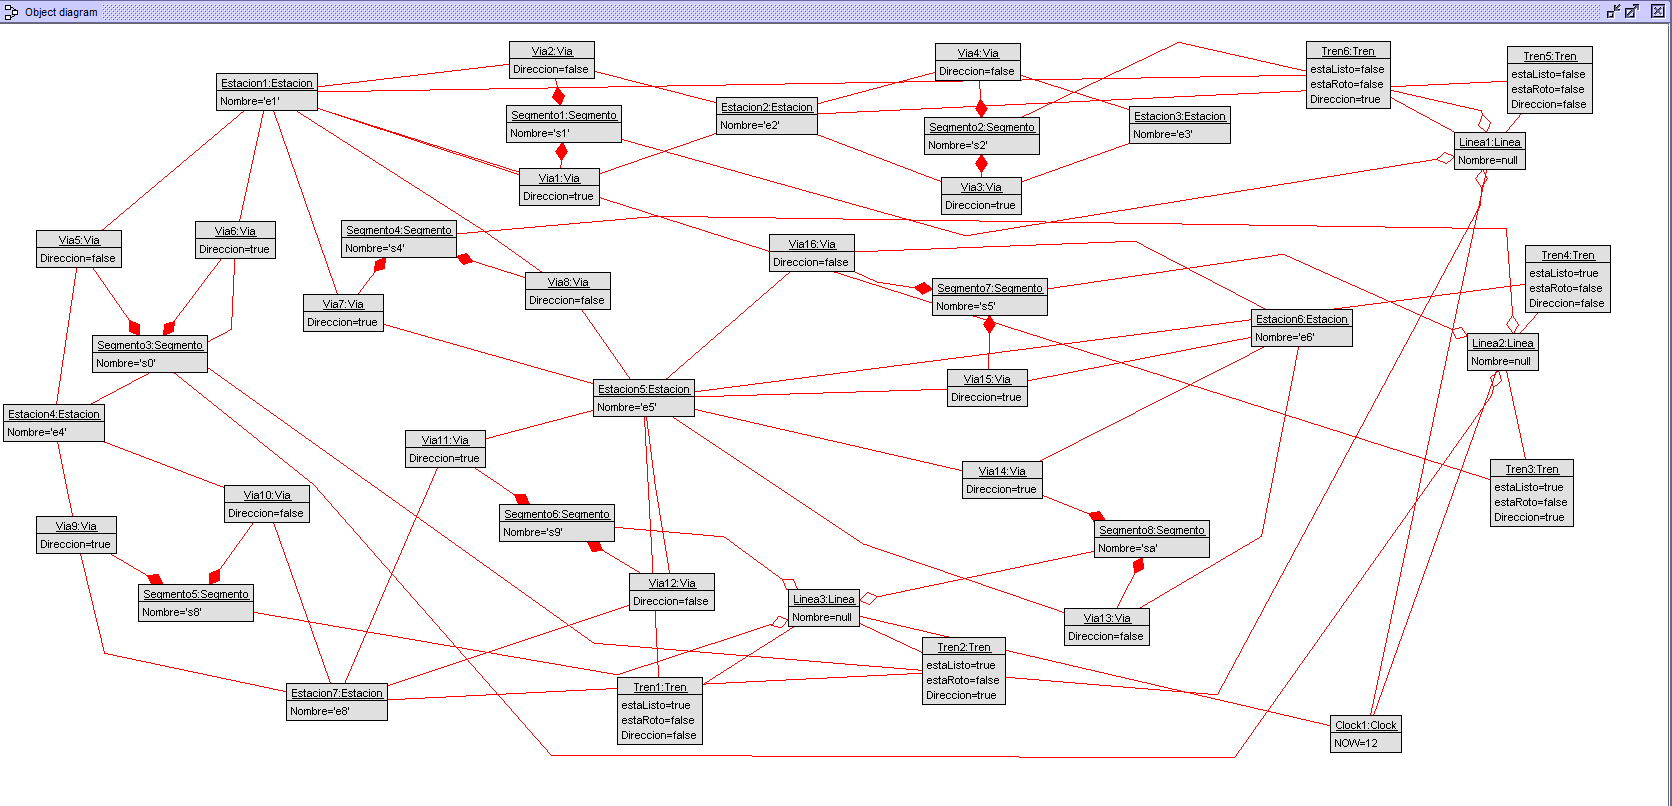 Object diagram
Via2:Via
Direccion=false
Via4:Via
Direccion=false
Tren6:Tren
estaListo=false
estaRoto=false
Direccion=true
Tren5:Tren
estaListo=false
estaRoto=false
Direccion=false
Estacion1:Estacion
Nombre='e1'
Segmento1:Segmento
Nombre='s1'
Estacion2:Estacion
Nombre='e2'
Segmento2:Segmento
Nombre='s2'
Estacion3:Estacion
Nombre='e3'
Linea1:Linea
Nombre=null
Via1:Via
Direccion=true
Via3:Via
Direccion=true
Via5:Via
Direccion=false
Via6:Via
Direccion=true
Segmento4:Segmento
Nombre='s4'
Via16:Via
Direccion=false
Tren4:Tren
estaListo=true
estaRoto=false
Direccion=false
Via7:Via
Direccion=true
Via8:Via
Direccion=false
Segmento7:Segmento
Nombre='s5'
Estacion6:Estacion
Nombre='e6'
Segmento3:Segmento
Nombre='s0'
Linea2:Linea
Nombre=null
Estacion5:Estacion
Nombre='e5'
Via15:Via
Direccion=true
Estacion4:Estacion
Nombre='e4'
Via11:Via
Direccion=true
Via14:Via
Direccion=true
Tren3:Tren
estaListo=true
estaRoto=false
Direccion=true
Via10:Via
Direccion=false
Via9:Via
Direccion=true
Segmento6:Segmento
Nombre='s9'
Segmento8:Segmento
Nombre='sa'
Segmento5:Segmento
Nombre='s8'
Via12:Via
Direccion=false
Linea3:Linea
Nombre=null
Via13:Via
Direccion=false
Tren2:Tren
estaListo=true
estaRoto=false
Direccion=true
Estacion7:Estacion
Nombre='e8'
Tren1:Tren
estaListo=true
estaRoto=false
Direccion=false
Clock1:Clock
NOW=12